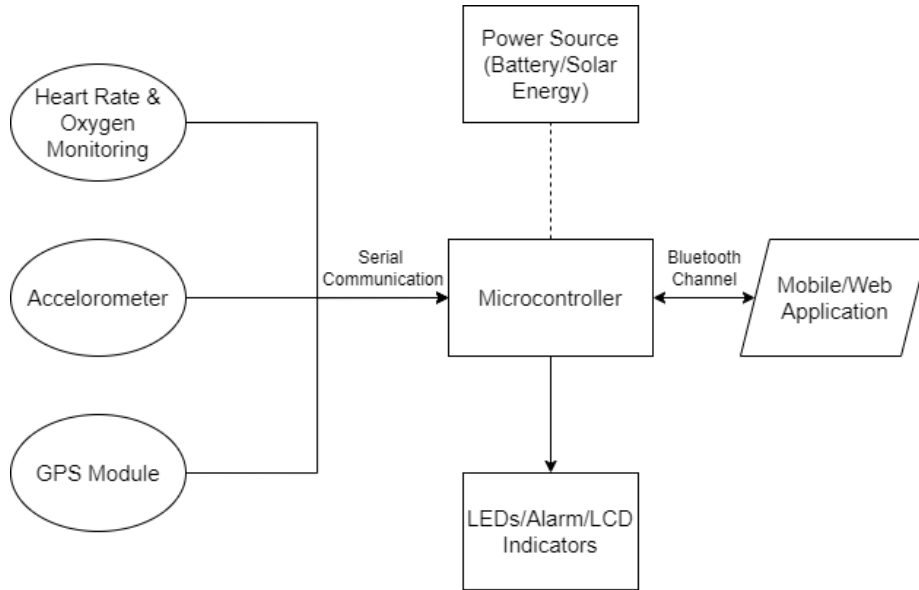 Power Source
(Battery/Solar
Energy)
Heart Rate &
Oxygen
Monitoring
Accelorometer
Serial
Communication
Microcontroller
Bluetooth
Channel
Mobile/Web
Application
GPS Module
LEDs/Alarm/LCD
Indicators